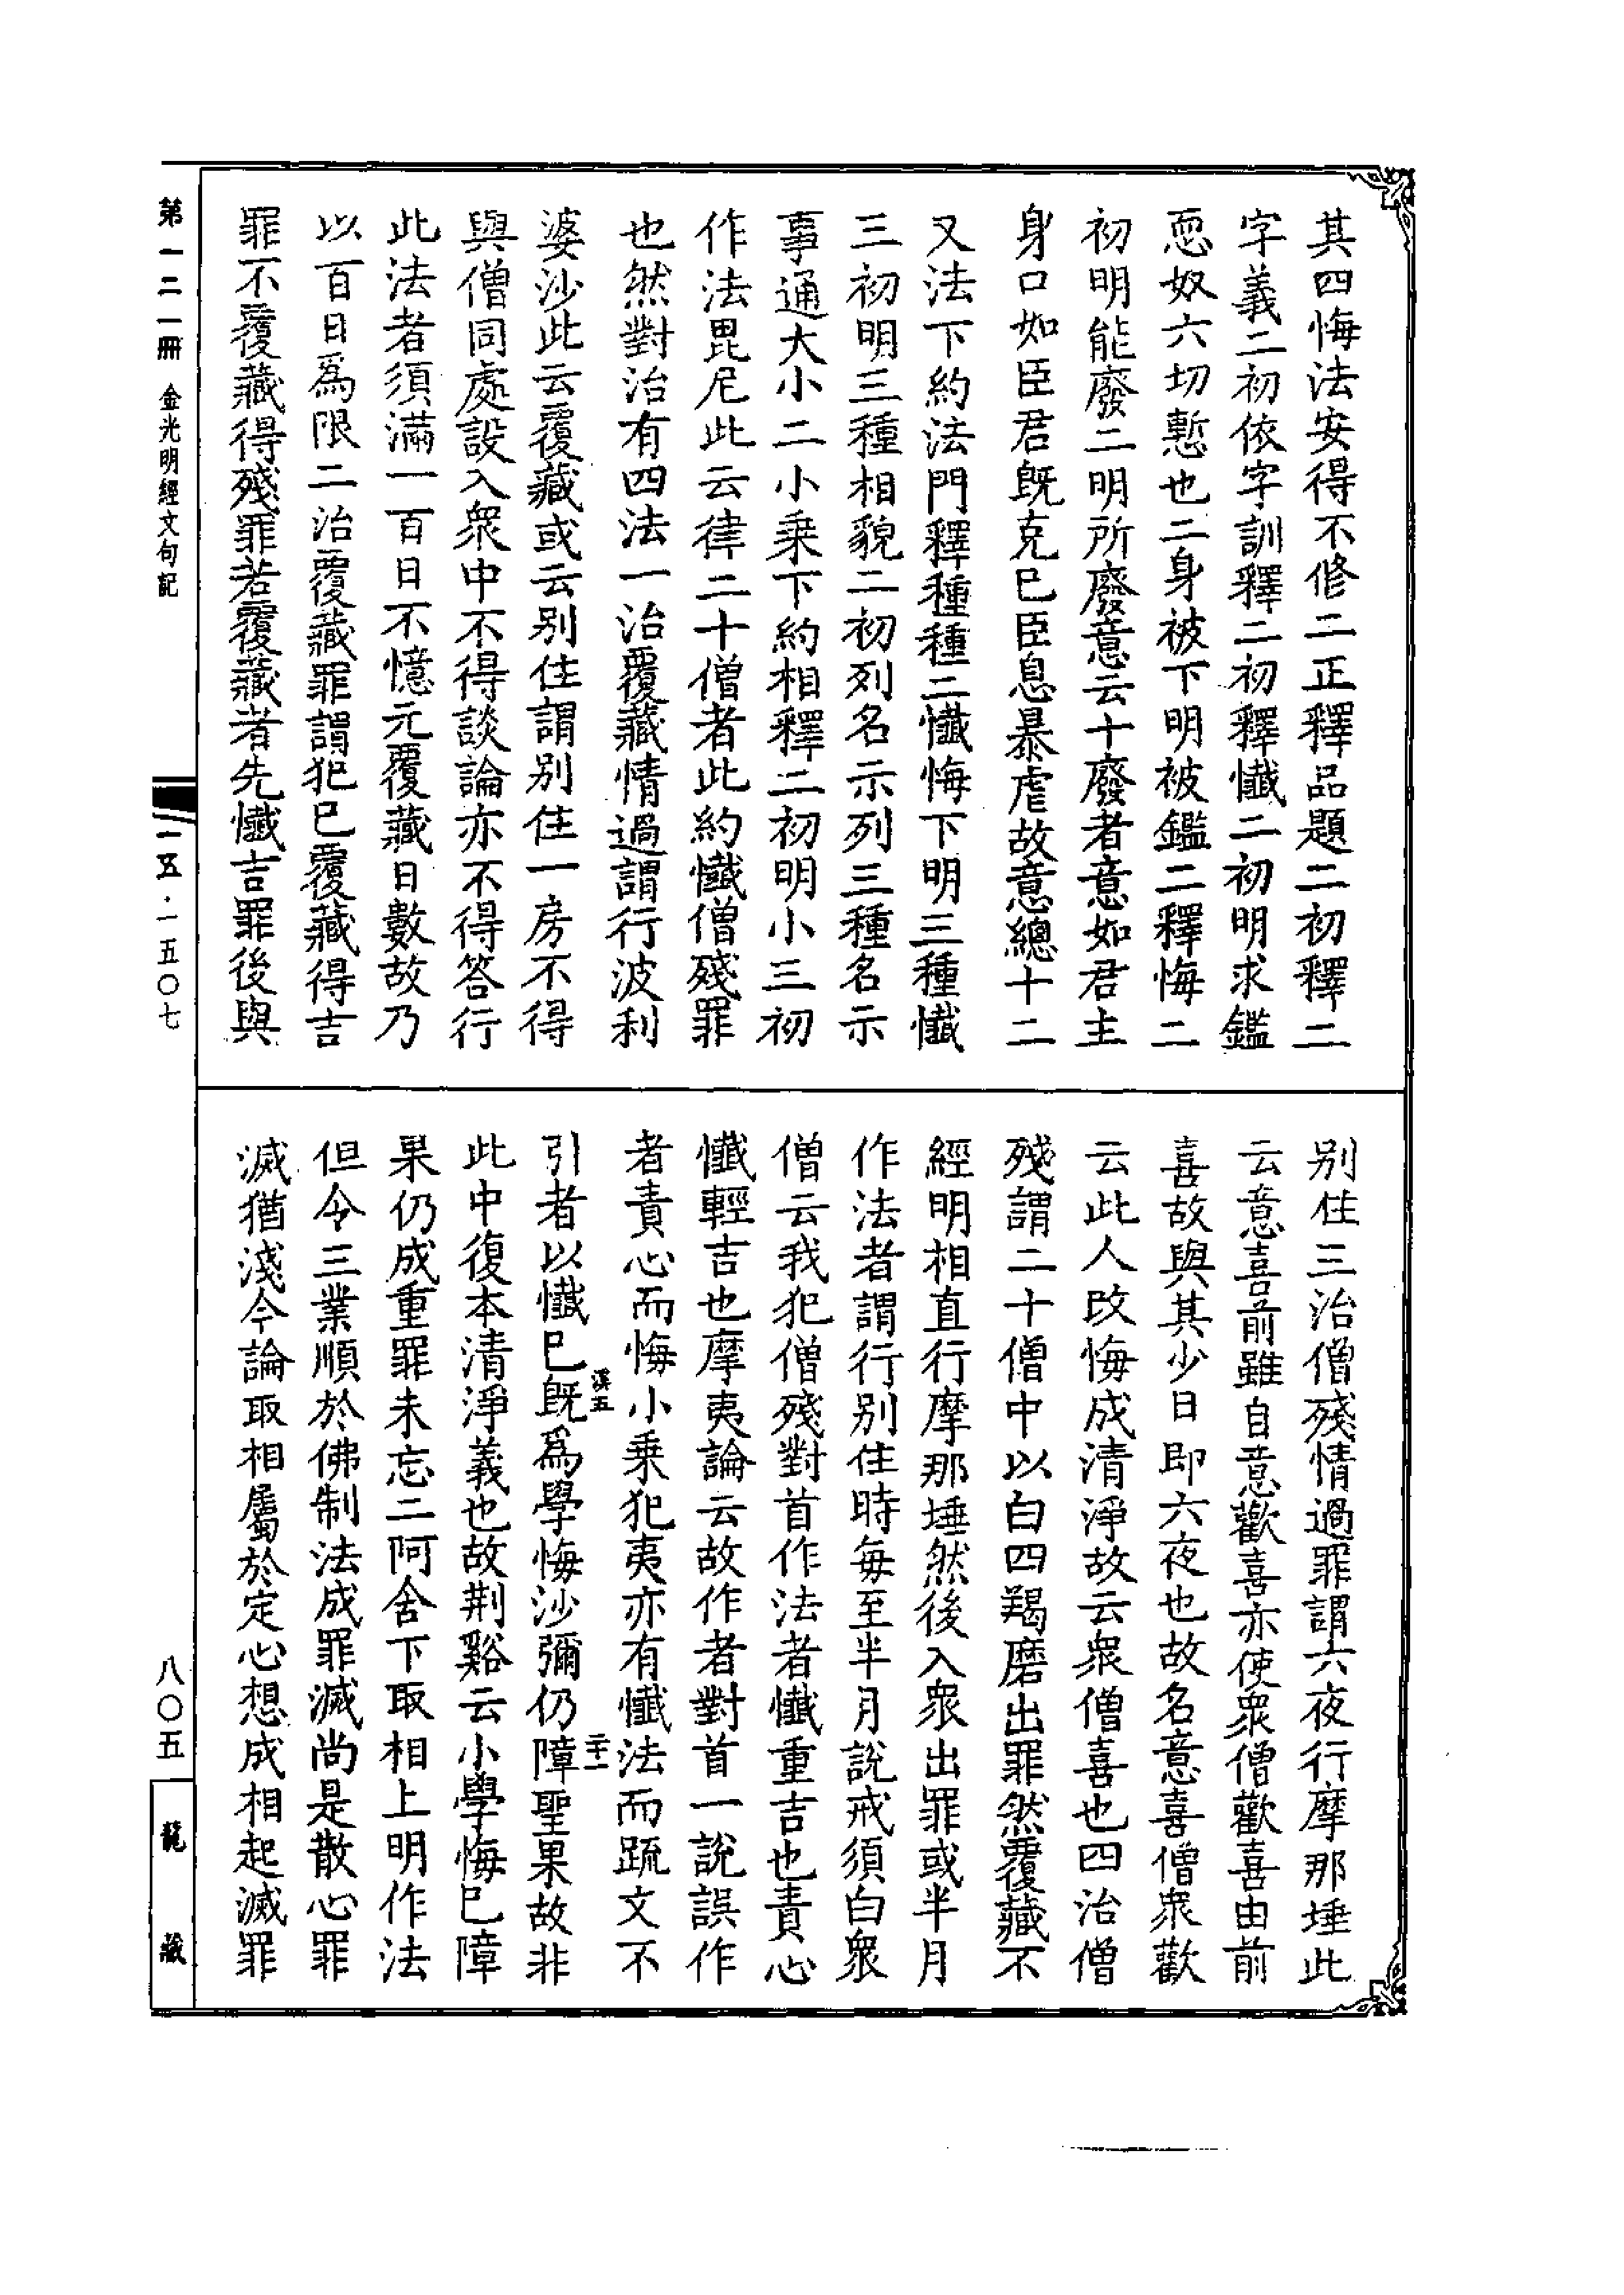 其四悔法安得不修二正釋品題二初釋二
字義二初依字訓釋二初釋懺二初明求鑑
恧奴六切慙也二身被下明被鑑二釋悔二
初明能廢二明所廢意云十廢者意如君主
身口如臣君既克巳臣息暴虐故意總十二
又法下約法門釋種種二懺悔下明三種懺
三初明三種相貌二初列名示列三種名示
事通大小二小乘下約相釋二初明小三初
作法毘尼此云律二十僧者此約懺僧殘罪
也然對治有四法一治覆藏情過謂行波利
婆沙此云覆藏或云別住謂別住一房不得
與僧同處設入衆中不得談論亦不得答行
此法者須滿一百日不憶元覆藏日數故乃
以百日爲限二治覆藏罪謂犯巳覆藏得吉
罪不覆藏得殘罪若覆藏者先懺吉罪後與
別住三治僧殘情過罪謂六夜行摩那埵此
云意喜前雖自意歡喜亦使衆僧歡喜由前
喜故與其少日即六夜也故名意喜僧衆歡
云此人改悔成清淨故云衆僧喜也四治僧
殘謂二十僧中以白四羯磨出罪然覆藏不
經明相直行摩那埵然後入衆出罪或半月
作法者謂行別住時每至半月說戒須白衆
僧云我犯僧殘對首作法者懺重吉也責心
懺輕吉也摩夷論云故作者對首一說誤作
者責心而悔小乘犯夷亦有懺法而疏文不
引者以懺巳既爲學悔沙彌仍障聖果故非
此中復本清淨義也故荆谿云小學悔巳障
果仍成重罪未忘二阿含下取相上明作法
但令三業順於佛制法成罪滅尚是散心罪
滅猶淺今論取相屬於定心想成相起滅罪
溪五
二十一
第一二一冊 金光明經文句記
一五·一五〇七
八〇五
龍藏